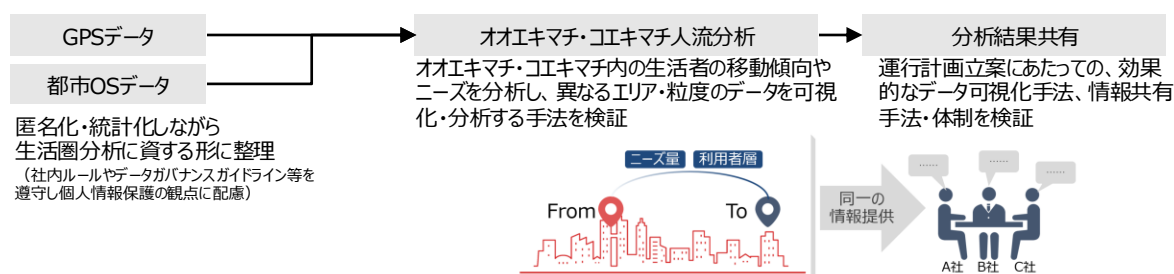 GPSデータ
都市OSデータ
匿名化・統計化しながら
生活圏分析に資する形に整理
（社内ルールやデータガバナンスガイドライン等を
遵守し個人情報保護の観点に配慮）
オオエキマチ・コエキマチ人流分析
オオエキマチ・コエキマチ内の生活者の移動傾向や
ニーズを分析し、異なるエリア・粒度のデータを可視
化・分析する手法を検証
ニーズ量 利用者層
From To
同一の
情報提供
分析結果共有
運行計画立案にあたっての、効果
的なデータ可視化手法、情報共有
手法・体制を検証
...... ...... ......
A社 B社 C社